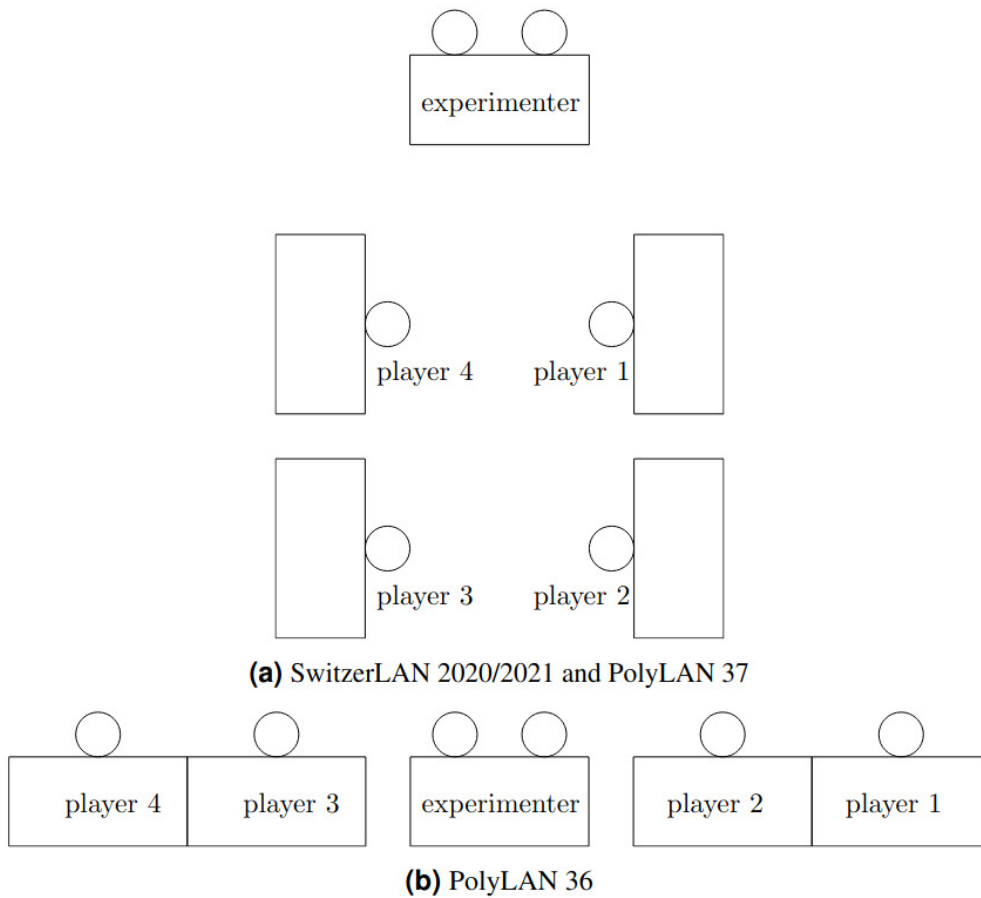 experimenter
player 4 player 1
player 3 player 2
(a) SwitzerLAN 2020/2021 and PolyLAN 37
player 4 player 3 experimenter player 2 player 1
(b) PolyLAN 36